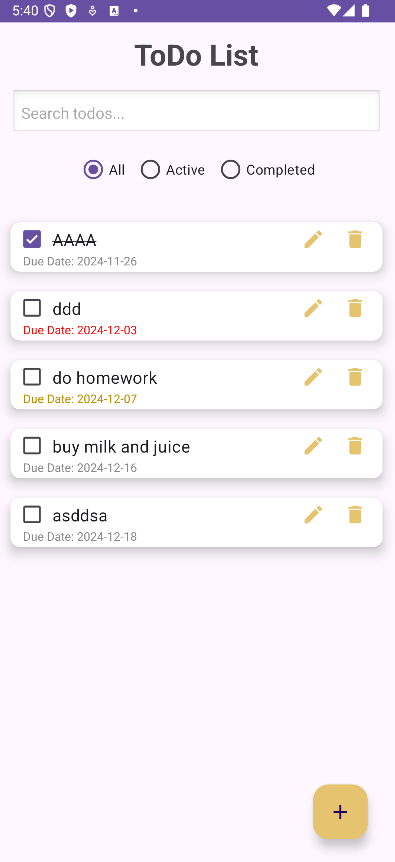 5:40
ToDo List
Search todos...
All Active Completed
AAAA
Due Date: 2024-11-26
ddd
Due Date: 2024-12-03
do homework
Due Date: 2024-12-07
buy milk and juice
Due Date: 2024-12-16
asddsa
Due Date: 2024-12-18
+